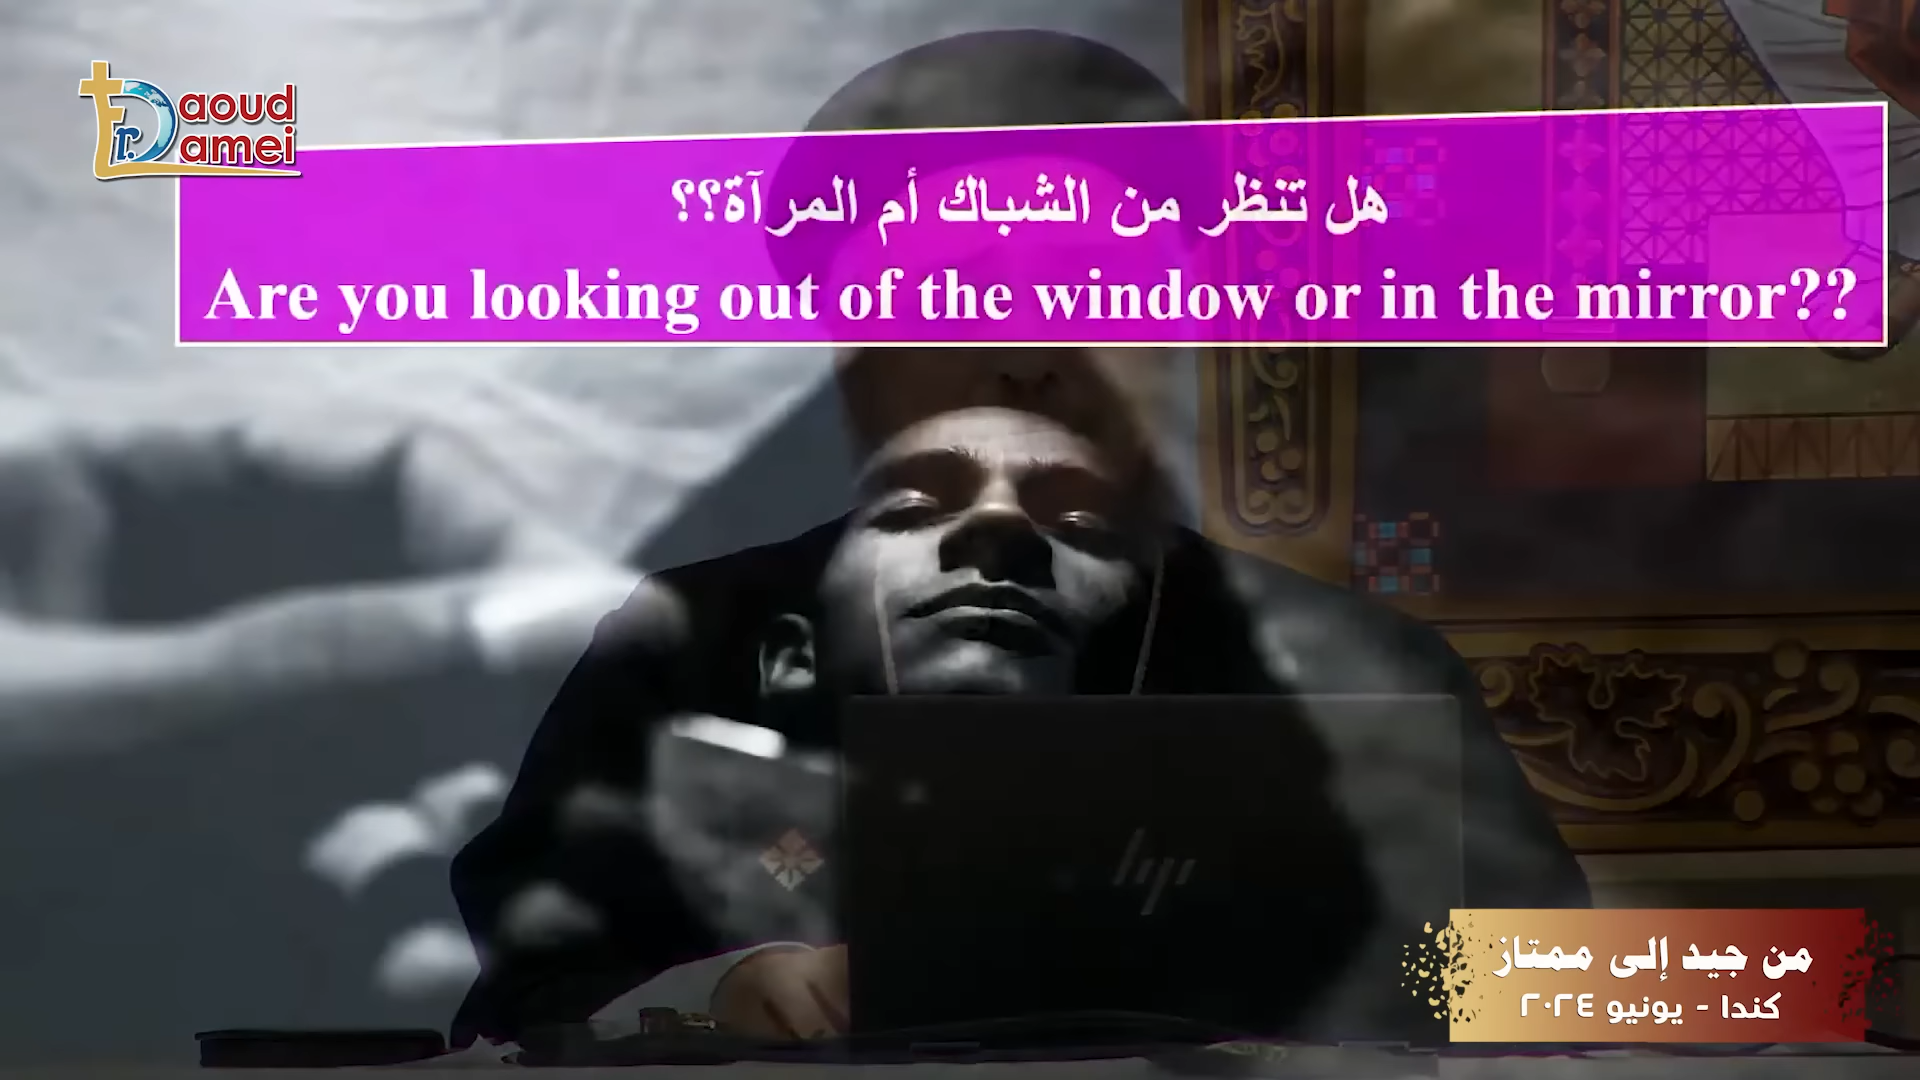 Fr. Daoud
Lamei
هل تنظر من الشباك أم المرآة؟؟
Are you looking out of the window or in the mirror??
hp
من جيد إلى ممتاز
كندا - يونيو ٢٠٢٤